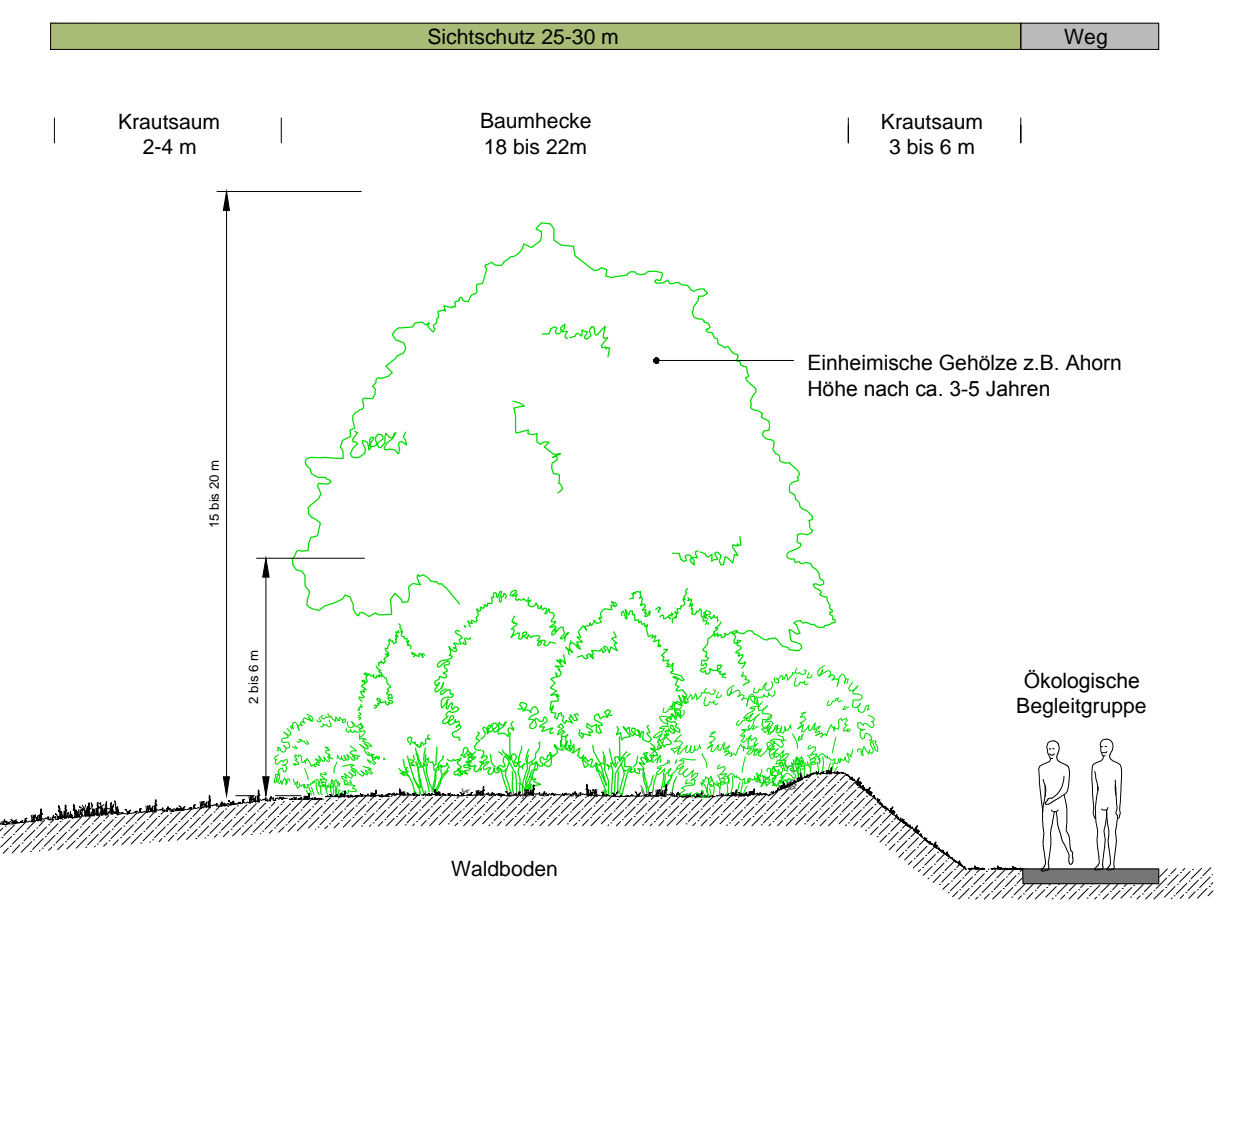 Sichtschutz 25-30 m
Weg
Krautsaum
2-4 m
Baumhecke
18 bis 22m
Krautsaum
3 bis 6 m
Einheimische Gehölze z.B. Ahorn
Höhe nach ca. 3-5 Jahren
15 bis 20 m
2 bis 6 m
Ökologische
Begleitgruppe
Waldboden